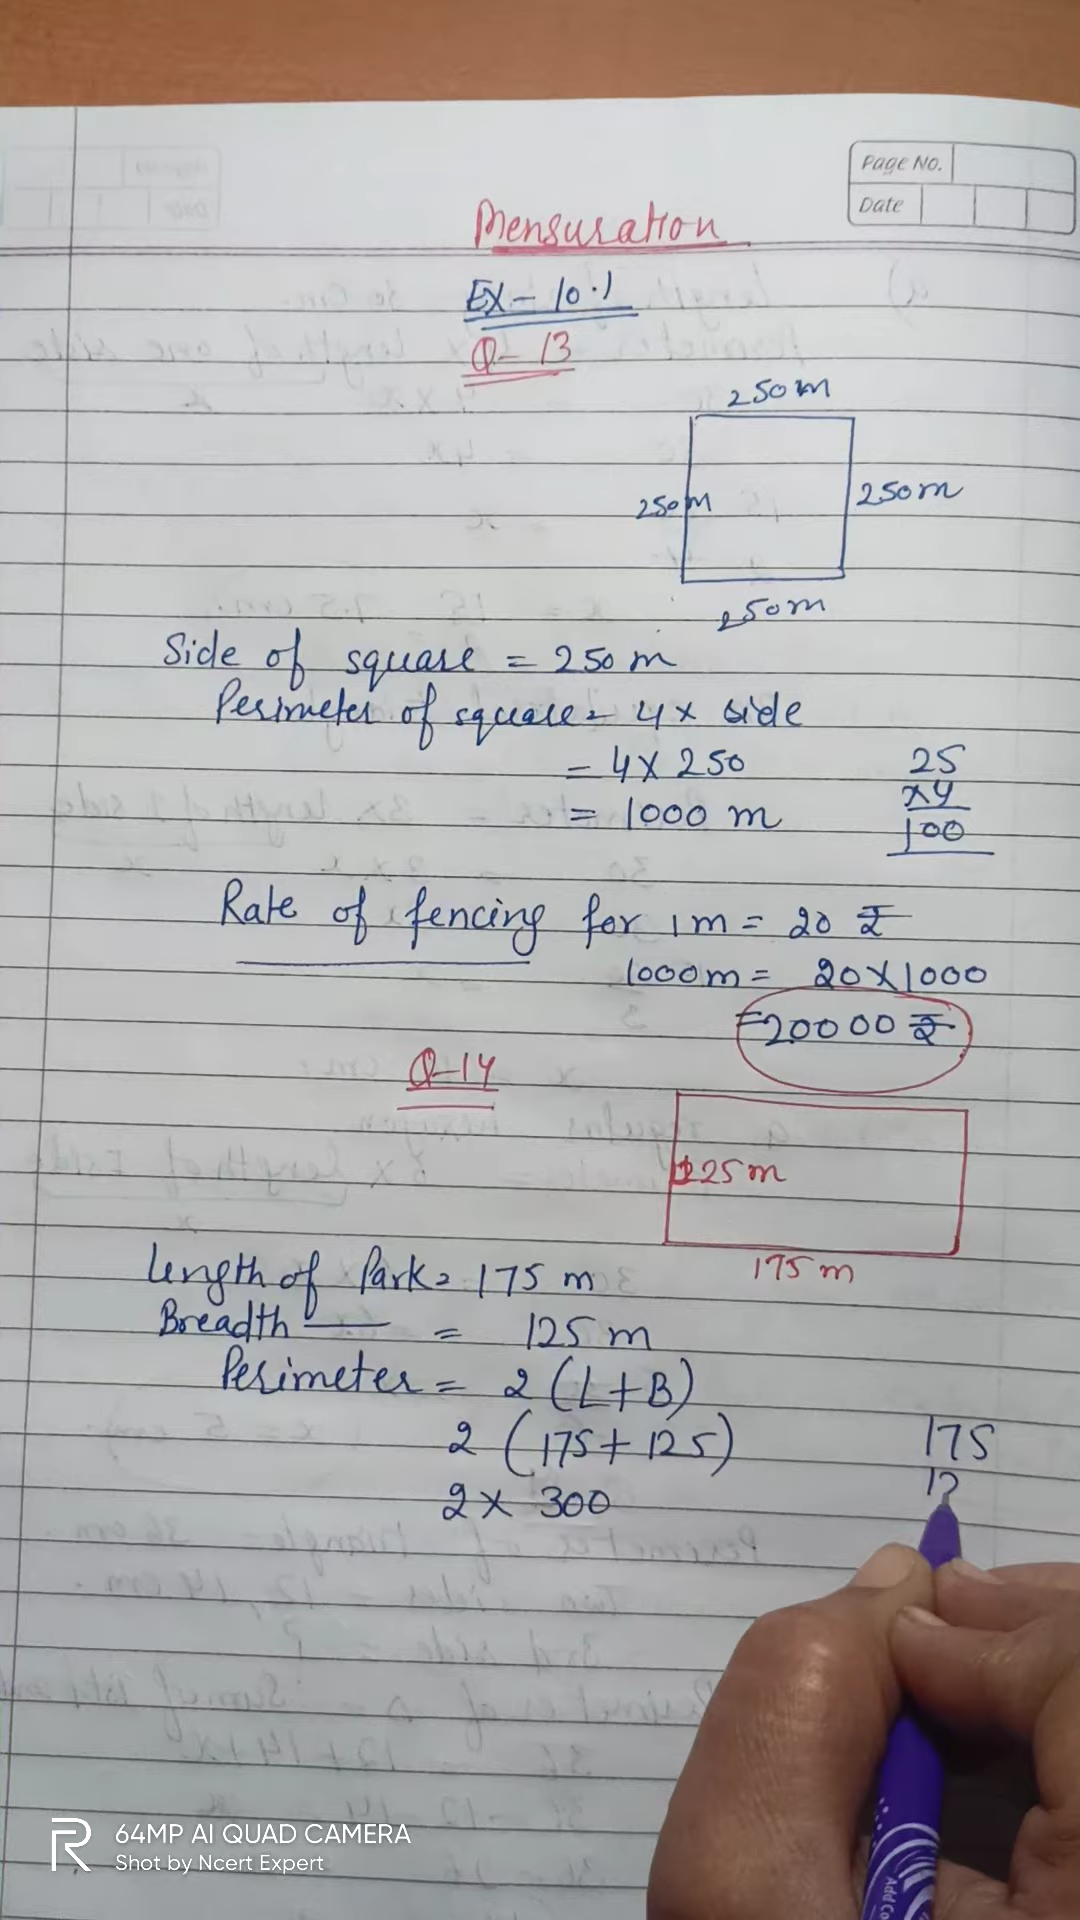 Page No.
Date
Mensuration
Ex - 10.1
Q - 13
250m
250m
250m
250m
Side of square = 250 m
Perimeter of square = 4 x side
= 4 x 250
25
x4
100
= 1000 m
Rate of fencing for 1 m = 20 ₹
1000m = 20 x 1000
= 20000 ₹
Q-14
125 m
175 m
Length of Park = 175 m
Breadth = 125 m
Perimeter = 2 (L+B)
2 (175 + 125)
175
12
2 x 300
64MP AI QUAD CAMERA
Shot by Ncert Expert